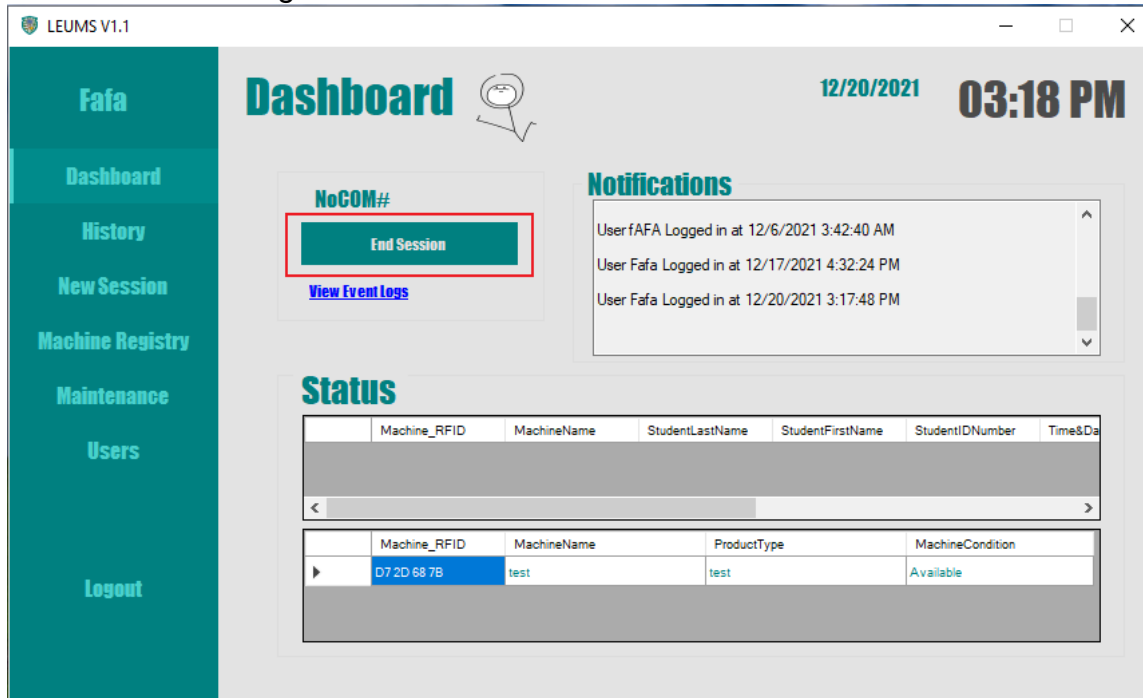 LEUMS V1.1
Fafa
Dashboard
History
New Session
Machine Registry
Maintenance
Users
Logout
Dashboard
12/20/2021
03:18 PM
NoCOM#
End Session
View Event Logs
Notifications
User fAFA Logged in at 12/6/2021 3:42:40 AM
User Fafa Logged in at 12/17/2021 4:32:24 PM
User Fafa Logged in at 12/20/2021 3:17:48 PM
Status
Machine_RFID MachineName StudentLastName StudentFirstName StudentIDNumber Time&Da
Machine_RFID MachineName ProductType MachineCondition
D7 2D 68 7B test test Available